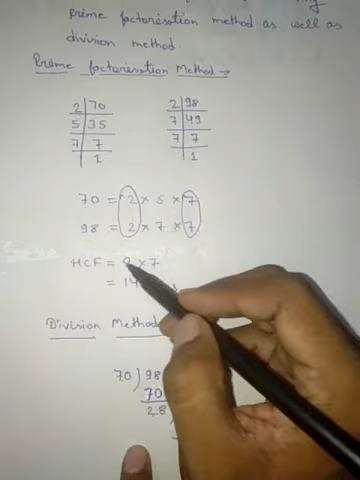 prime factorisation method as well as
division method.
Prime factorisation Method →
2 | 70
5 | 35
7 | 7
1
2 | 98
7 | 49
7 | 7
1
70 = 2 × 5 × 7
98 = 2 × 7 × 7
HCF = 2 × 7
= 14
Division Method
70 ) 98
70
28